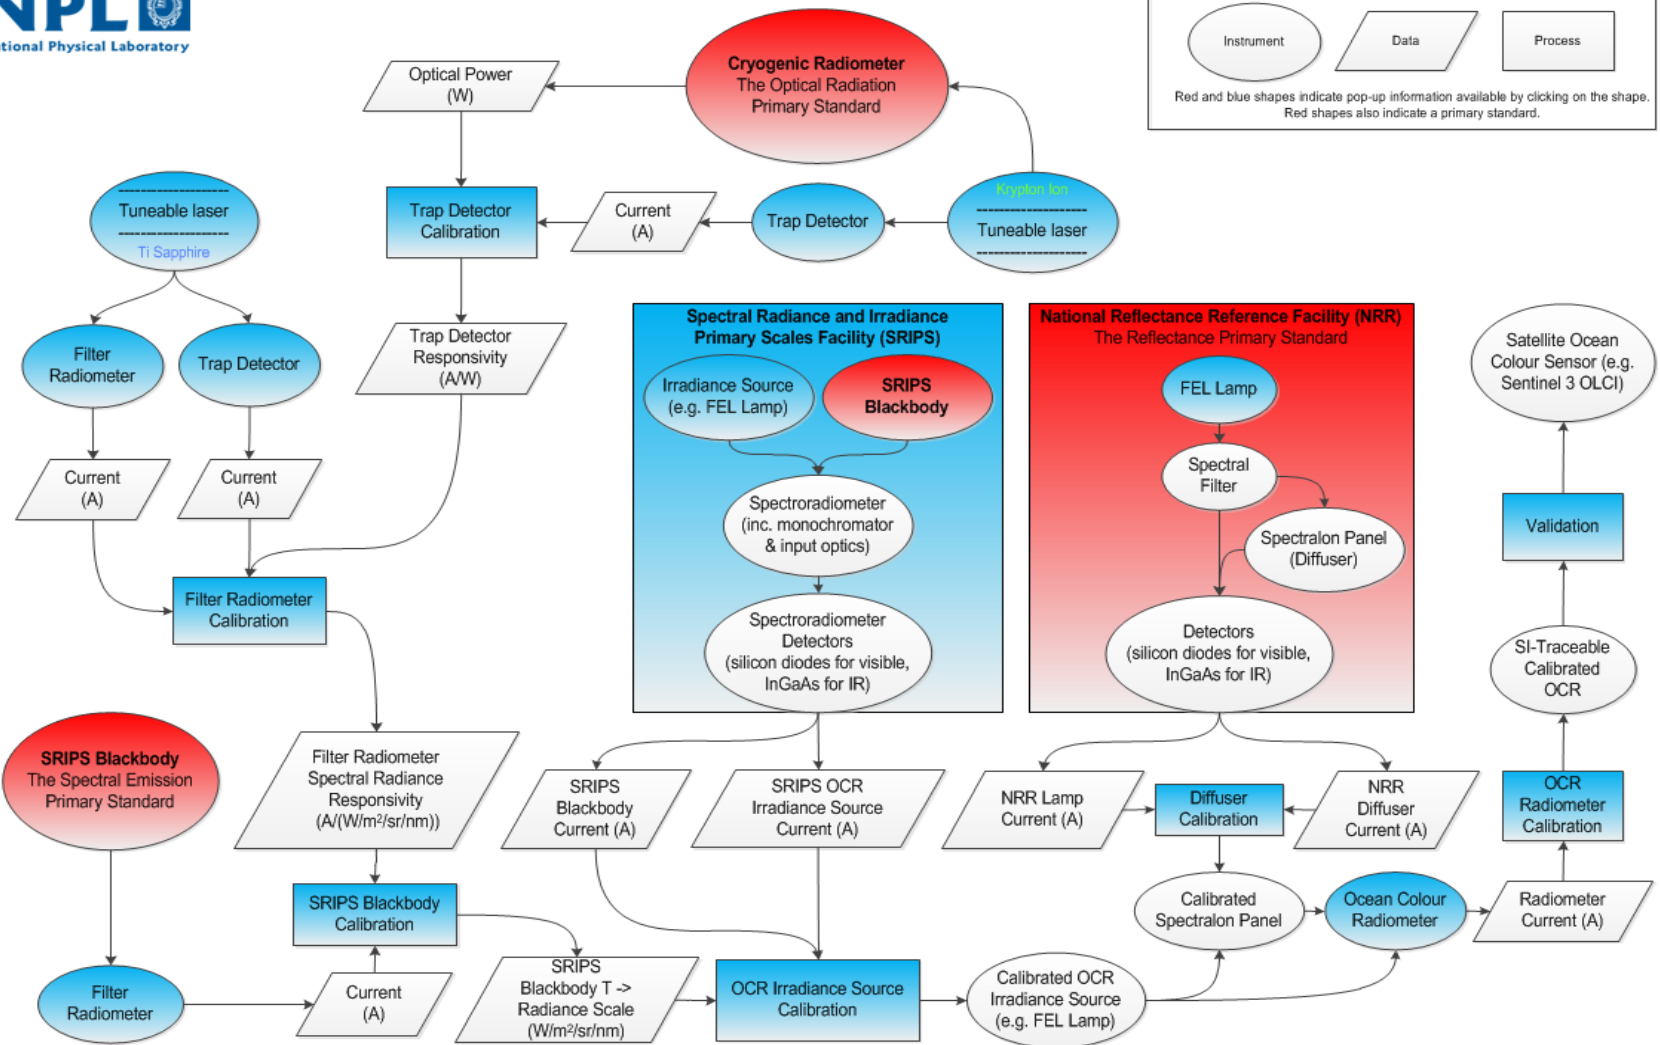 NPL
tional Physical Laboratory
Instrument
Data
Process
Red and blue shapes indicate pop-up information available by clicking on the shape.
Red shapes also indicate a primary standard.
Optical Power
(W)
Cryogenic Radiometer
The Optical Radiation
Primary Standard
--------------------
Tuneable laser
--------------------
Ti Sapphire
Trap Detector
Calibration
Current
(A)
Trap Detector
Krypton Ion
--------------------
Tuneable laser
--------------------
Filter
Radiometer
Trap Detector
Trap Detector
Responsivity
(A/W)
Current
(A)
Current
(A)
Filter Radiometer
Calibration
Spectral Radiance and Irradiance
Primary Scales Facility (SRIPS)
Irradiance Source
(e.g. FEL Lamp)
SRIPS
Blackbody
Spectroradiometer
(inc. monochromator
& input optics)
Spectroradiometer
Detectors
(silicon diodes for visible,
InGaAs for IR)
National Reflectance Reference Facility (NRR)
The Reflectance Primary Standard
FEL Lamp
Spectral
Filter
Spectralon Panel
(Diffuser)
Detectors
(silicon diodes for visible,
InGaAs for IR)
Satellite Ocean
Colour Sensor (e.g.
Sentinel 3 OLCI)
Validation
SI-Traceable
Calibrated
OCR
OCR
Radiometer
Calibration
SRIPS Blackbody
The Spectral Emission
Primary Standard
Filter Radiometer
Spectral Radiance
Responsivity
(A/(W/m²/sr/nm))
SRIPS
Blackbody
Current (A)
SRIPS OCR
Irradiance Source
Current (A)
NRR Lamp
Current (A)
Diffuser
Calibration
NRR
Diffuser
Current (A)
SRIPS Blackbody
Calibration
Calibrated
Spectralon Panel
Ocean Colour
Radiometer
Radiometer
Current (A)
Filter
Radiometer
Current
(A)
SRIPS
Blackbody T ->
Radiance Scale
(W/m²/sr/nm)
OCR Irradiance Source
Calibration
Calibrated OCR
Irradiance Source
(e.g. FEL Lamp)